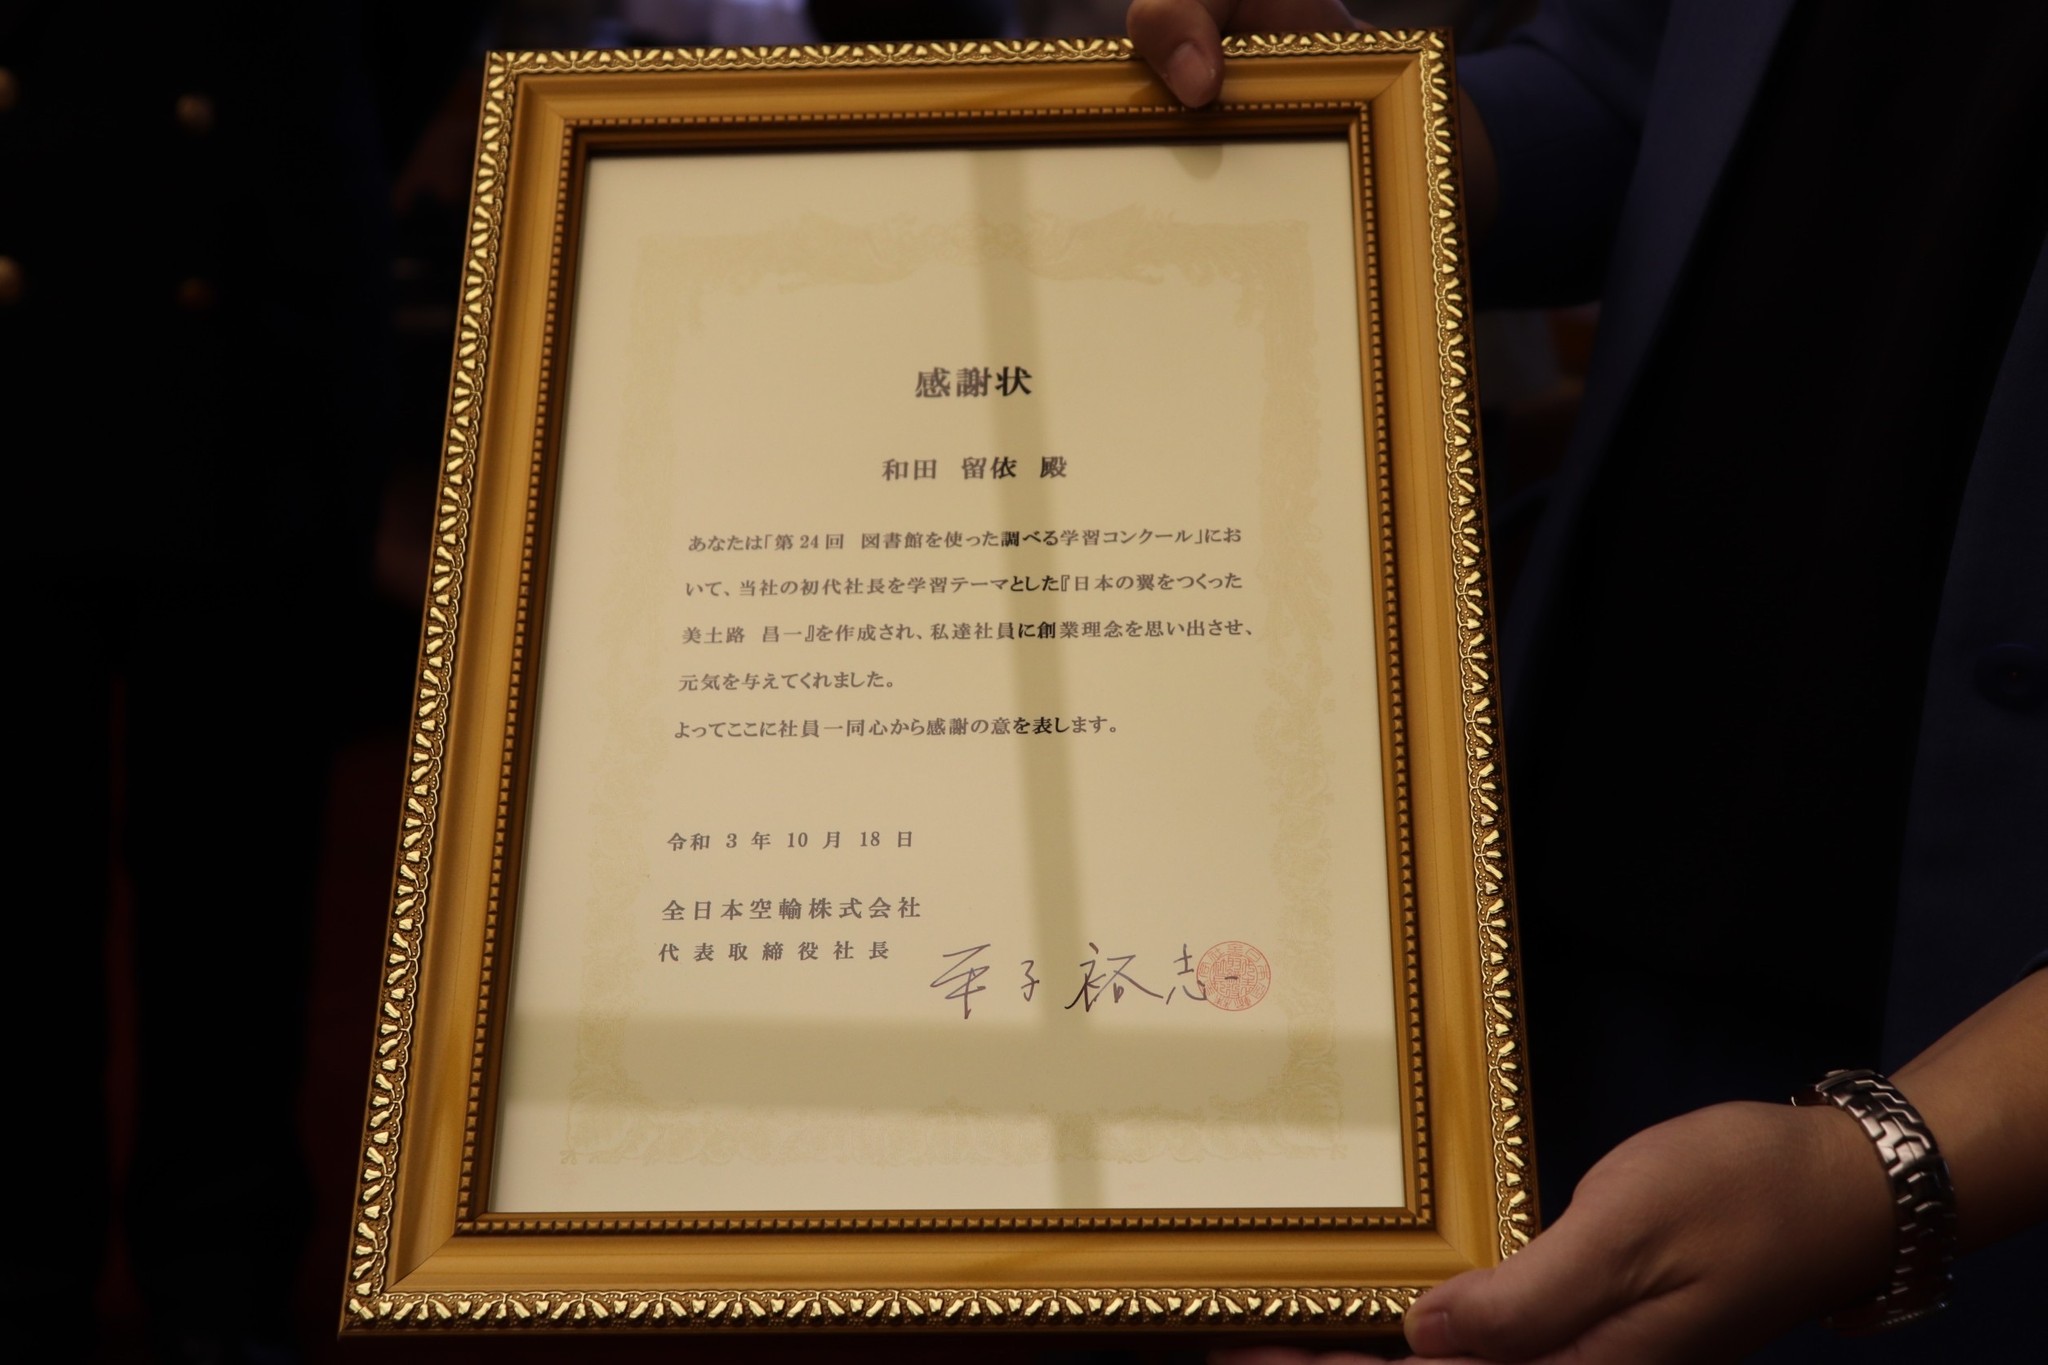 感謝状
和田 留依 殿
あなたは「第24回 図書館を使った調べる学習コンクール」にお
いて、当社の初代社長を学習テーマとした『日本の翼をつくった
美土路 昌一』を作成され、私達社員に創業理念を思い出させ、
元気を与えてくれました。
よってここに社員一同心から感謝の意を表します。
令和 3 年 10 月 18 日
全日本空輸株式会社
代表取締役社長 平子裕志